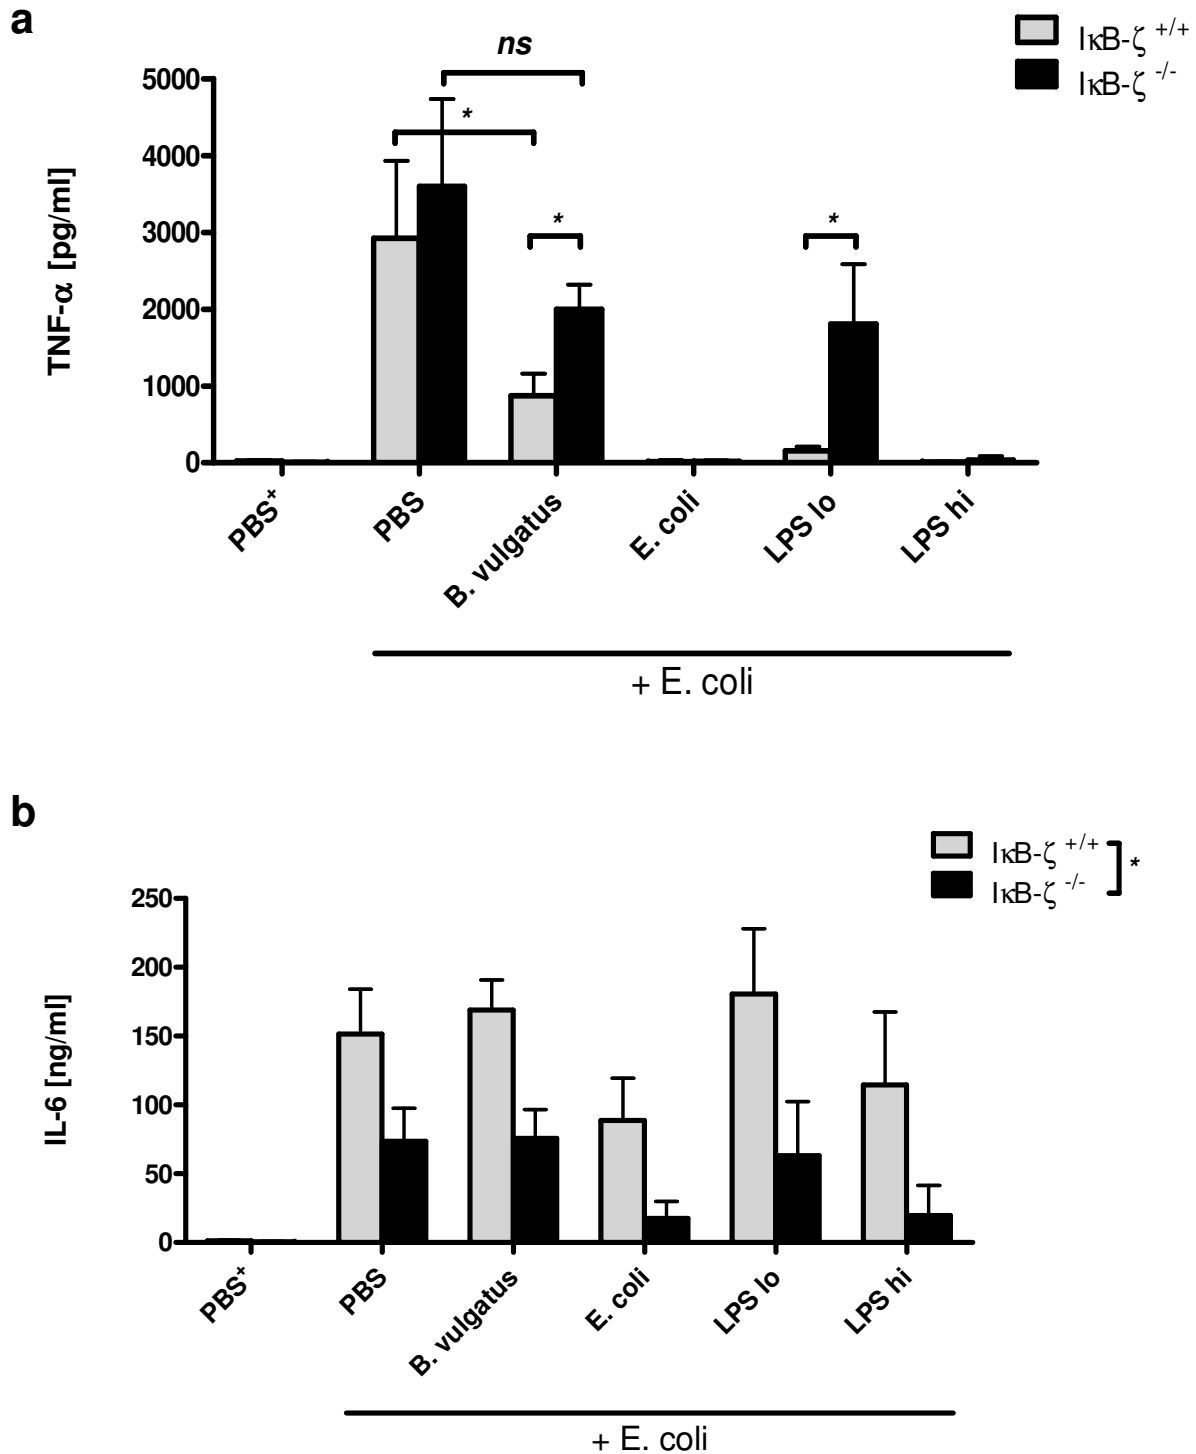 a
IκB-ζ +/+
IκB-ζ -/-
ns
*
*
*
TNF-α [pg/ml]
5000
4000
3000
2000
1000
0
PBS+
PBS
B. vulgatus
E. coli
LPS lo
LPS hi
+ E. coli
b
IκB-ζ +/+
IκB-ζ -/-
*
IL-6 [ng/ml]
250
200
150
100
50
0
PBS+
PBS
B. vulgatus
E. coli
LPS lo
LPS hi
+ E. coli